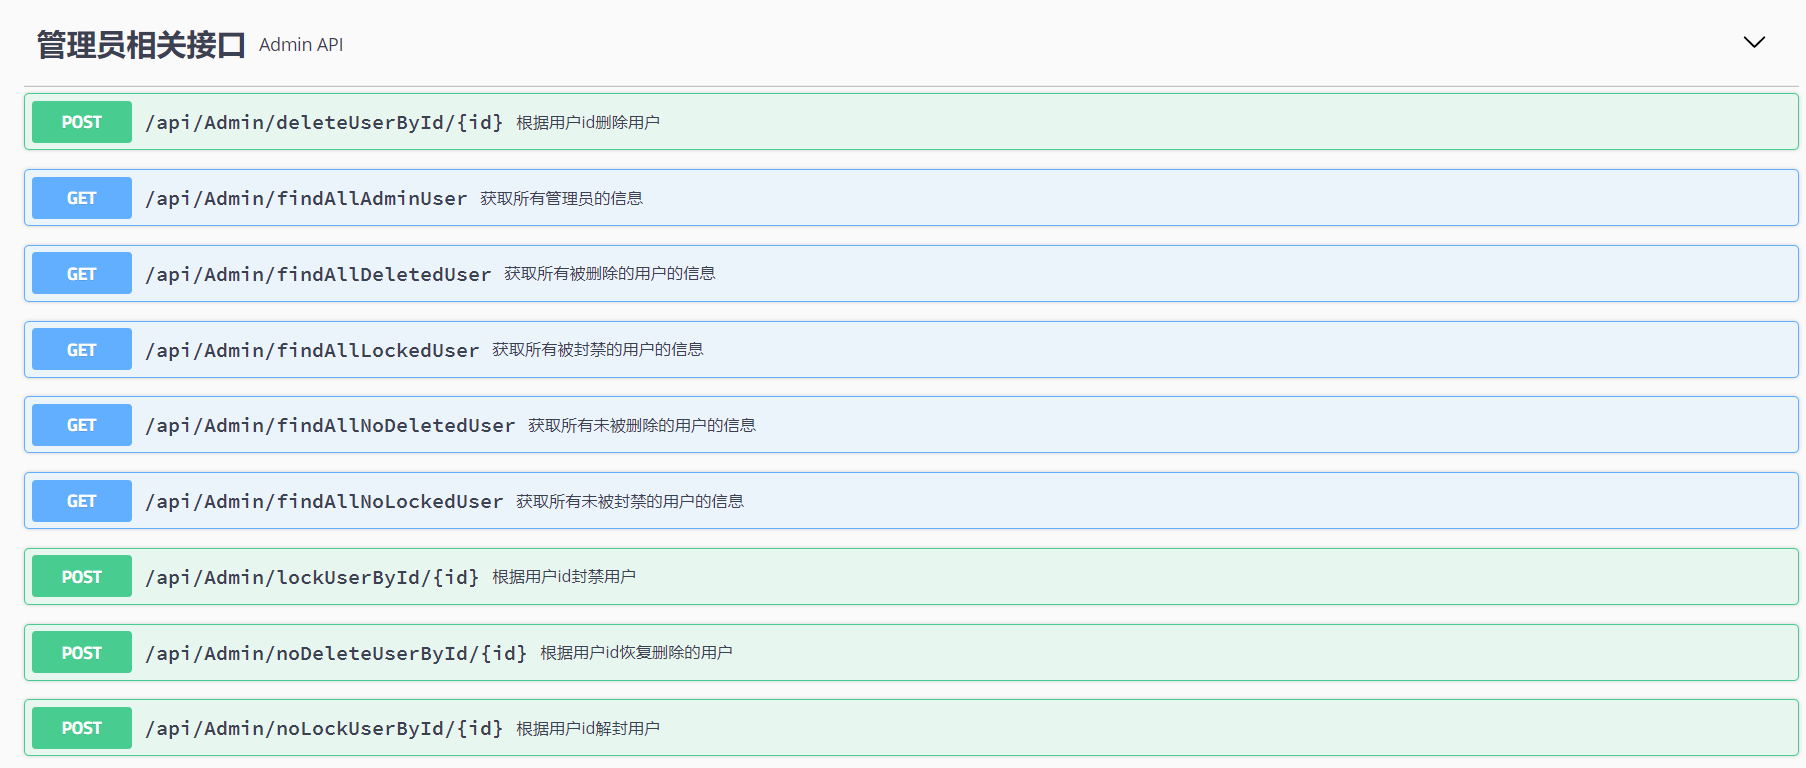 管理员相关接口 Admin API
POST /api/Admin/deleteUserById/{id} 根据用户id删除用户
GET /api/Admin/findAllAdminUser 获取所有管理员的信息
GET /api/Admin/findAllDeletedUser 获取所有被删除的用户的信息
GET /api/Admin/findAllLockedUser 获取所有被封禁的用户的信息
GET /api/Admin/findAllNoDeletedUser 获取所有未被删除的用户的信息
GET /api/Admin/findAllNoLockedUser 获取所有未被封禁的用户的信息
POST /api/Admin/lockUserById/{id} 根据用户id封禁用户
POST /api/Admin/noDeleteUserById/{id} 根据用户id恢复删除的用户
POST /api/Admin/noLockUserById/{id} 根据用户id解封用户